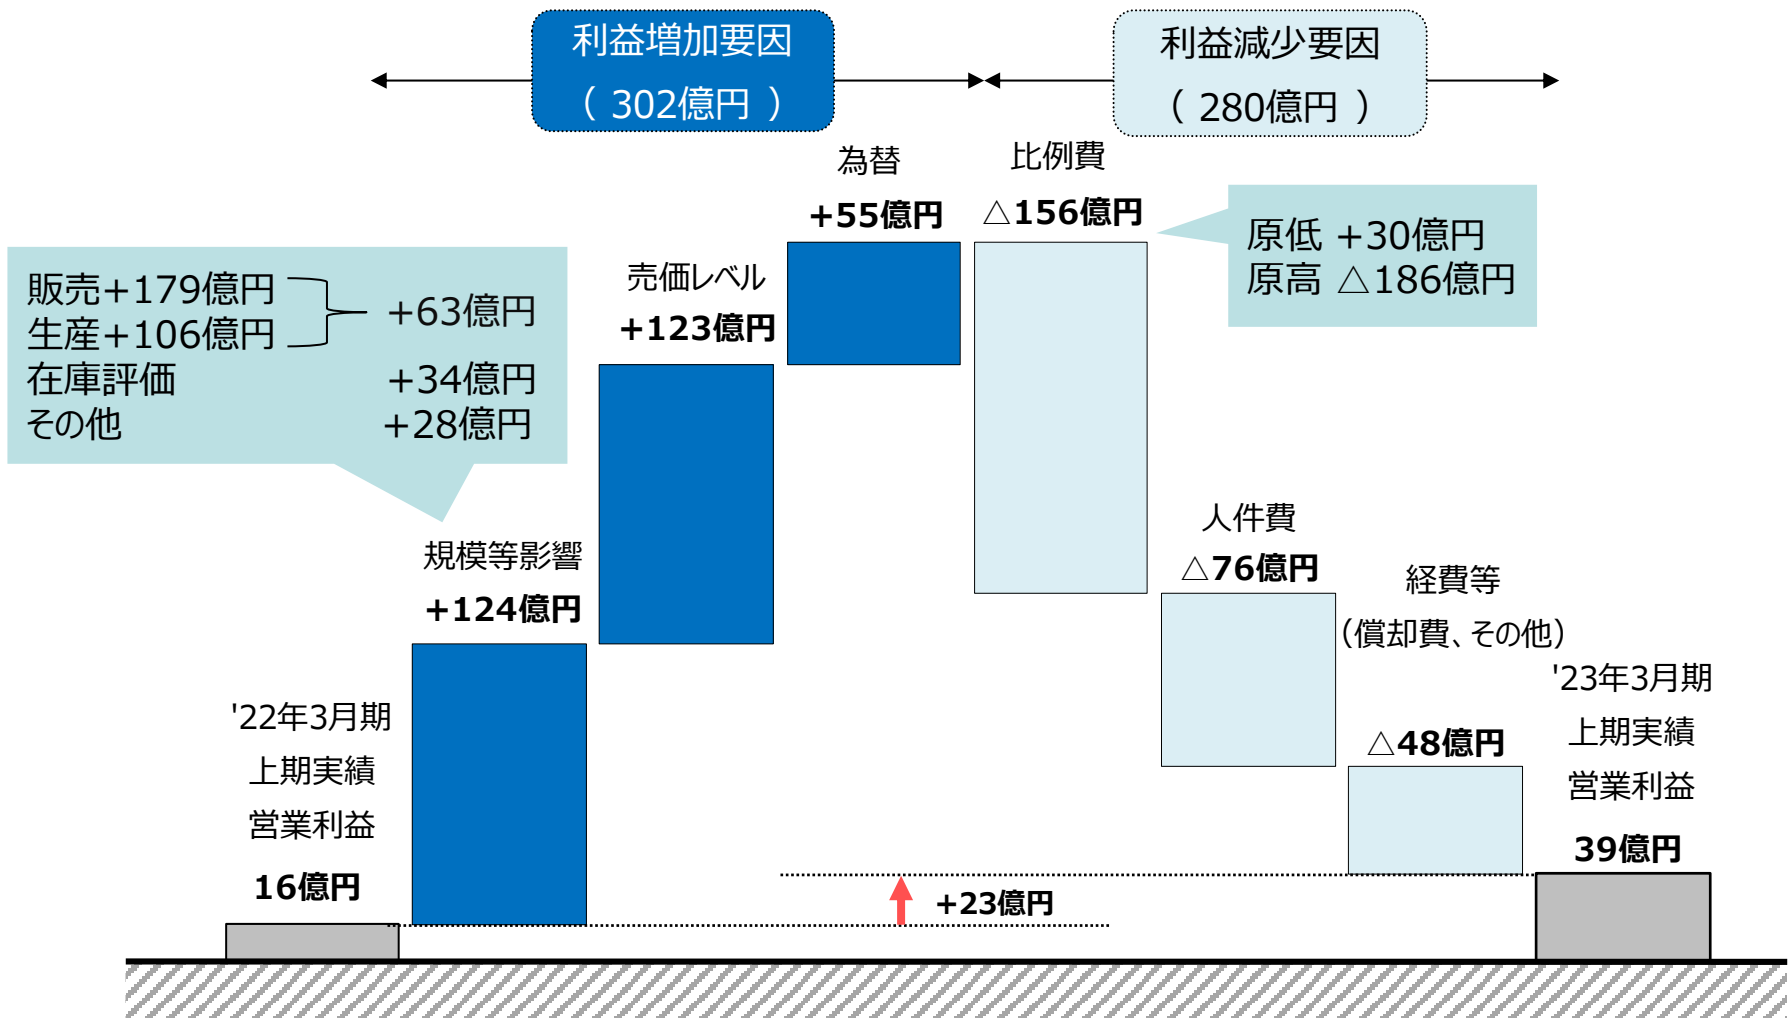 利益増加要因
（ 302億円 ）
利益減少要因
（ 280億円 ）
為替
+55億円
比例費
△156億円
原低 +30億円
原高 △186億円
販売+179億円
生産+106億円
+63億円
在庫評価 +34億円
その他 +28億円
売価レベル
+123億円
規模等影響
+124億円
人件費
△76億円
経費等
（償却費、その他）
△48億円
'22年3月期
上期実績
営業利益
16億円
'23年3月期
上期実績
営業利益
39億円
+23億円